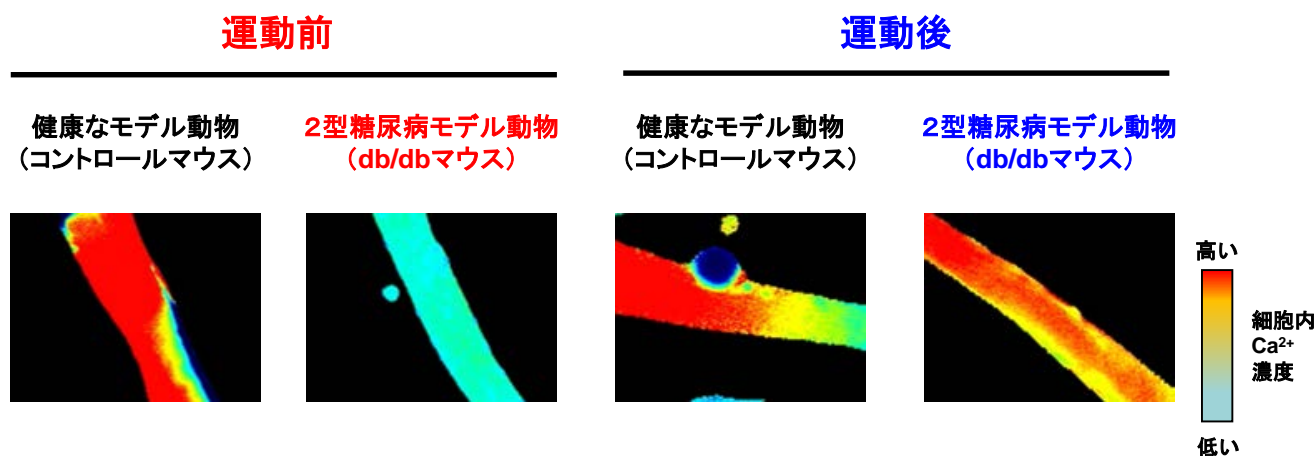 運動前
運動後
健康なモデル動物
(コントロールマウス)
2型糖尿病モデル動物
(db/dbマウス)
健康なモデル動物
(コントロールマウス)
2型糖尿病モデル動物
(db/dbマウス)
高い
細胞内
Ca²⁺
濃度
低い